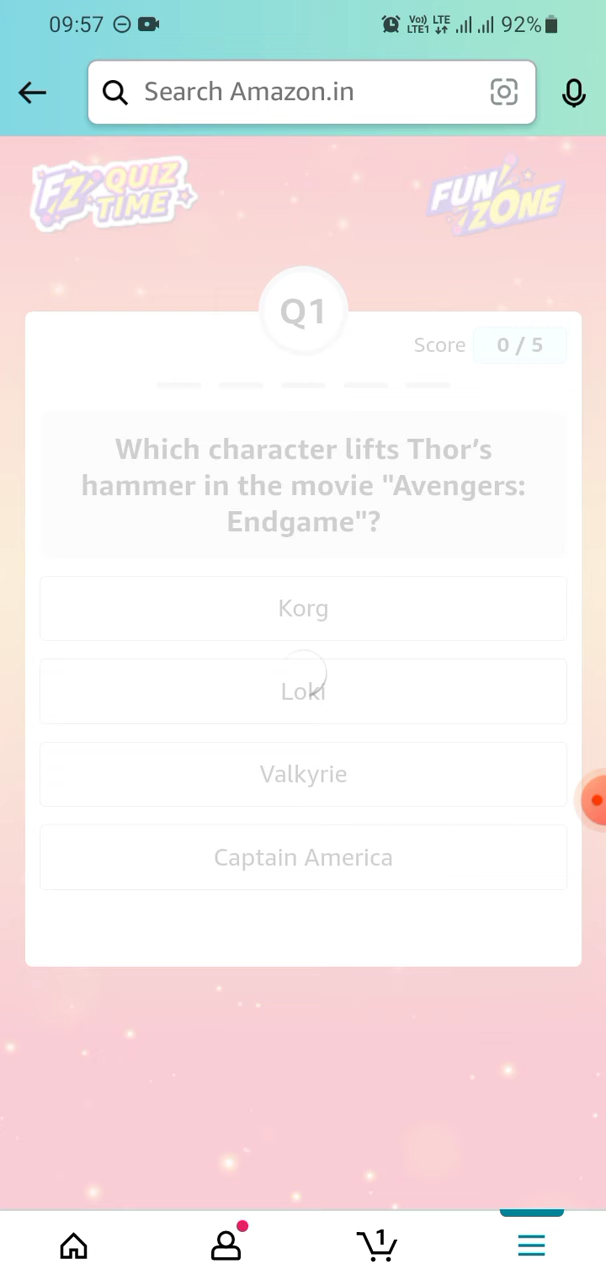 09:57
Vo)) LTE
LTE1
92%
Search Amazon.in
FZ QUIZ
TIME
FUN
ZONE
Q1
Score 0 / 5
Which character lifts Thor’s
hammer in the movie "Avengers:
Endgame"?
Korg
Loki
Valkyrie
Captain America
1